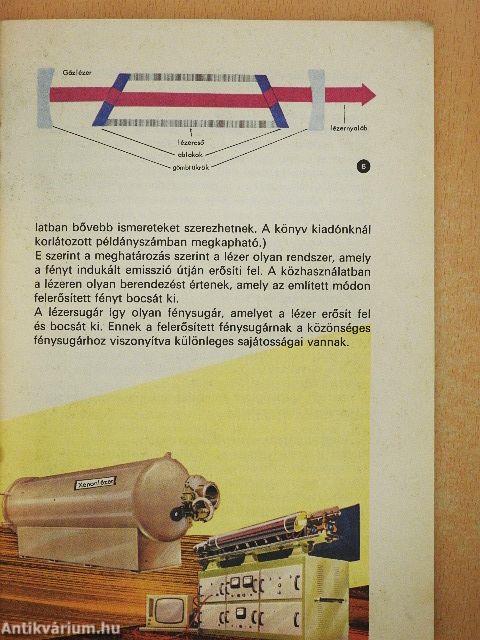 Gázlézer
lézernyaláb
lézercső
ablakok
gömbtükrök
6
latban bővebb ismereteket szerezhetnek. A könyv kiadónknál
korlátozott példányszámban megkapható.)
E szerint a meghatározás szerint a lézer olyan rendszer, amely
a fényt indukált emisszió útján erősíti fel. A közhasználatban
a lézeren olyan berendezést értenek, amely az említett módon
felerősített fényt bocsát ki.
A lézersugár így olyan fénysugár, amelyet a lézer erősít fel
és bocsát ki. Ennek a felerősített fénysugárnak a közönséges
fénysugárhoz viszonyítva különleges sajátosságai vannak.
Xenonlézer
Antikvárium.hu